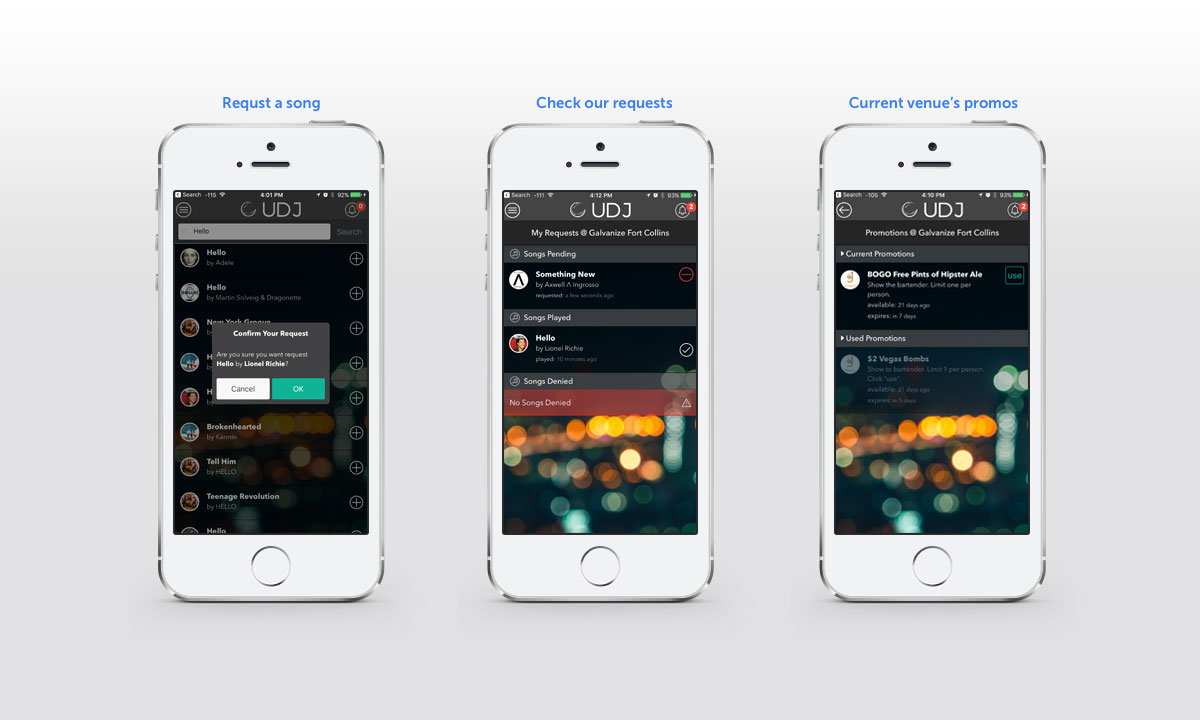 Requst a song
Search -115 4:01 PM 92%
UDJ
0
Hello Search
Hello
by Adele
Hello
by Martin Solveig & Dragonette
New York Groove
by
Confirm Your Request
Are you sure you want request
Hello by Lionel Richie?
Cancel OK
Brokenhearted
by Karmin
Tell Him
by HELLO
Teenage Revolution
by HELLO
Hello
Check our requests
Search -111 4:12 PM 93%
UDJ
2
My Requests @ Galvanize Fort Collins
Songs Pending
Something New
by Axwell Λ Ingrosso
requested: a few seconds ago
Songs Played
Hello
by Lionel Richie
played: 10 minutes ago
Songs Denied
No Songs Denied
Current venue's promos
Search -105 4:10 PM 93%
UDJ
2
Promotions @ Galvanize Fort Collins
Current Promotions
BOGO Free Pints of Hipster Ale
use
Show the bartender. Limit one per
person.
available: 21 days ago
expires: in 7 days
Used Promotions
$2 Vegas Bombs
Show to bartender. Limit 1 per person.
Click "use".
available: 21 days ago
expires: in 5 days